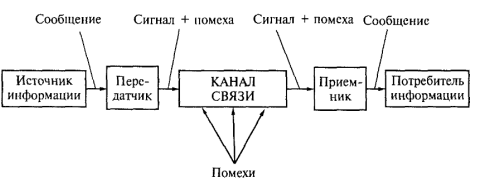 Сообщение
Сигнал + помеха
Сигнал + помеха
Сообщение
Источник
информации
Пере-
датчик
КАНАЛ
СВЯЗИ
Прием-
ник
Потребитель
информации
Помехи